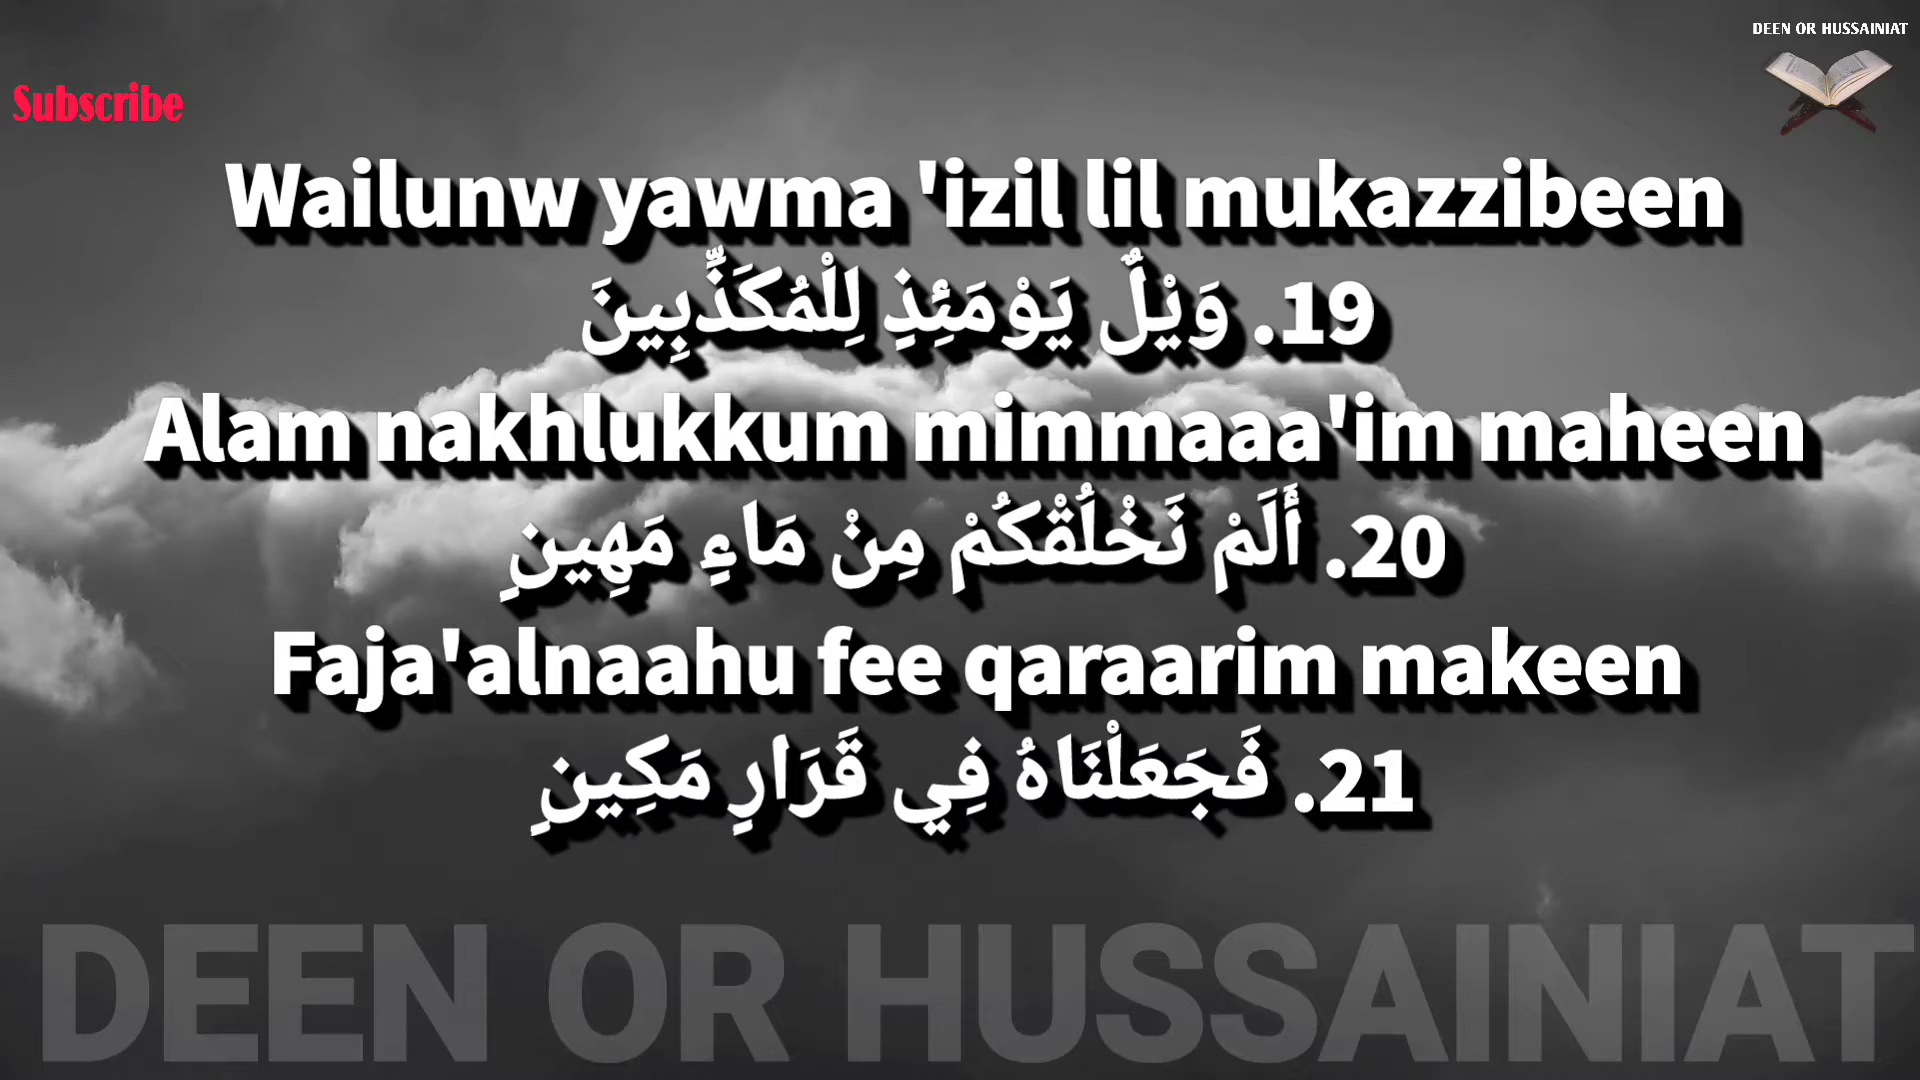 DEEN OR HUSSAINIAT
Subscribe
Wailunw yawma 'izil lil mukazzibeen
19. وَيْلٌ يَوْمَئِذٍ لِلْمُكَذِّبِينَ
Alam nakhlukkum mimmaaa'im maheen
20. أَلَمْ نَخْلُقْكُمْ مِنْ مَاءٍ مَهِينٍ
Faja'alnaahu fee qaraarim makeen
21. فَجَعَلْنَاهُ فِي قَرَارٍ مَكِينٍ
DEEN OR HUSSAINIAT